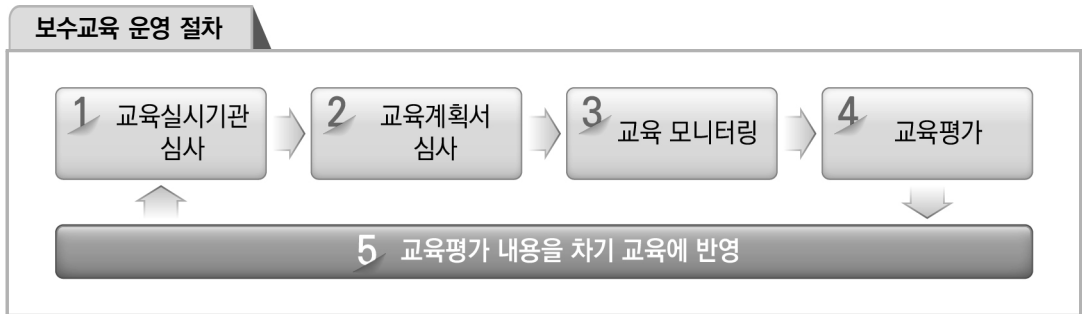 보수교육 운영 절차
1 교육실시기관
심사
2 교육계획서
심사
3 교육 모니터링
4 교육평가
5 교육평가 내용을 차기 교육에 반영